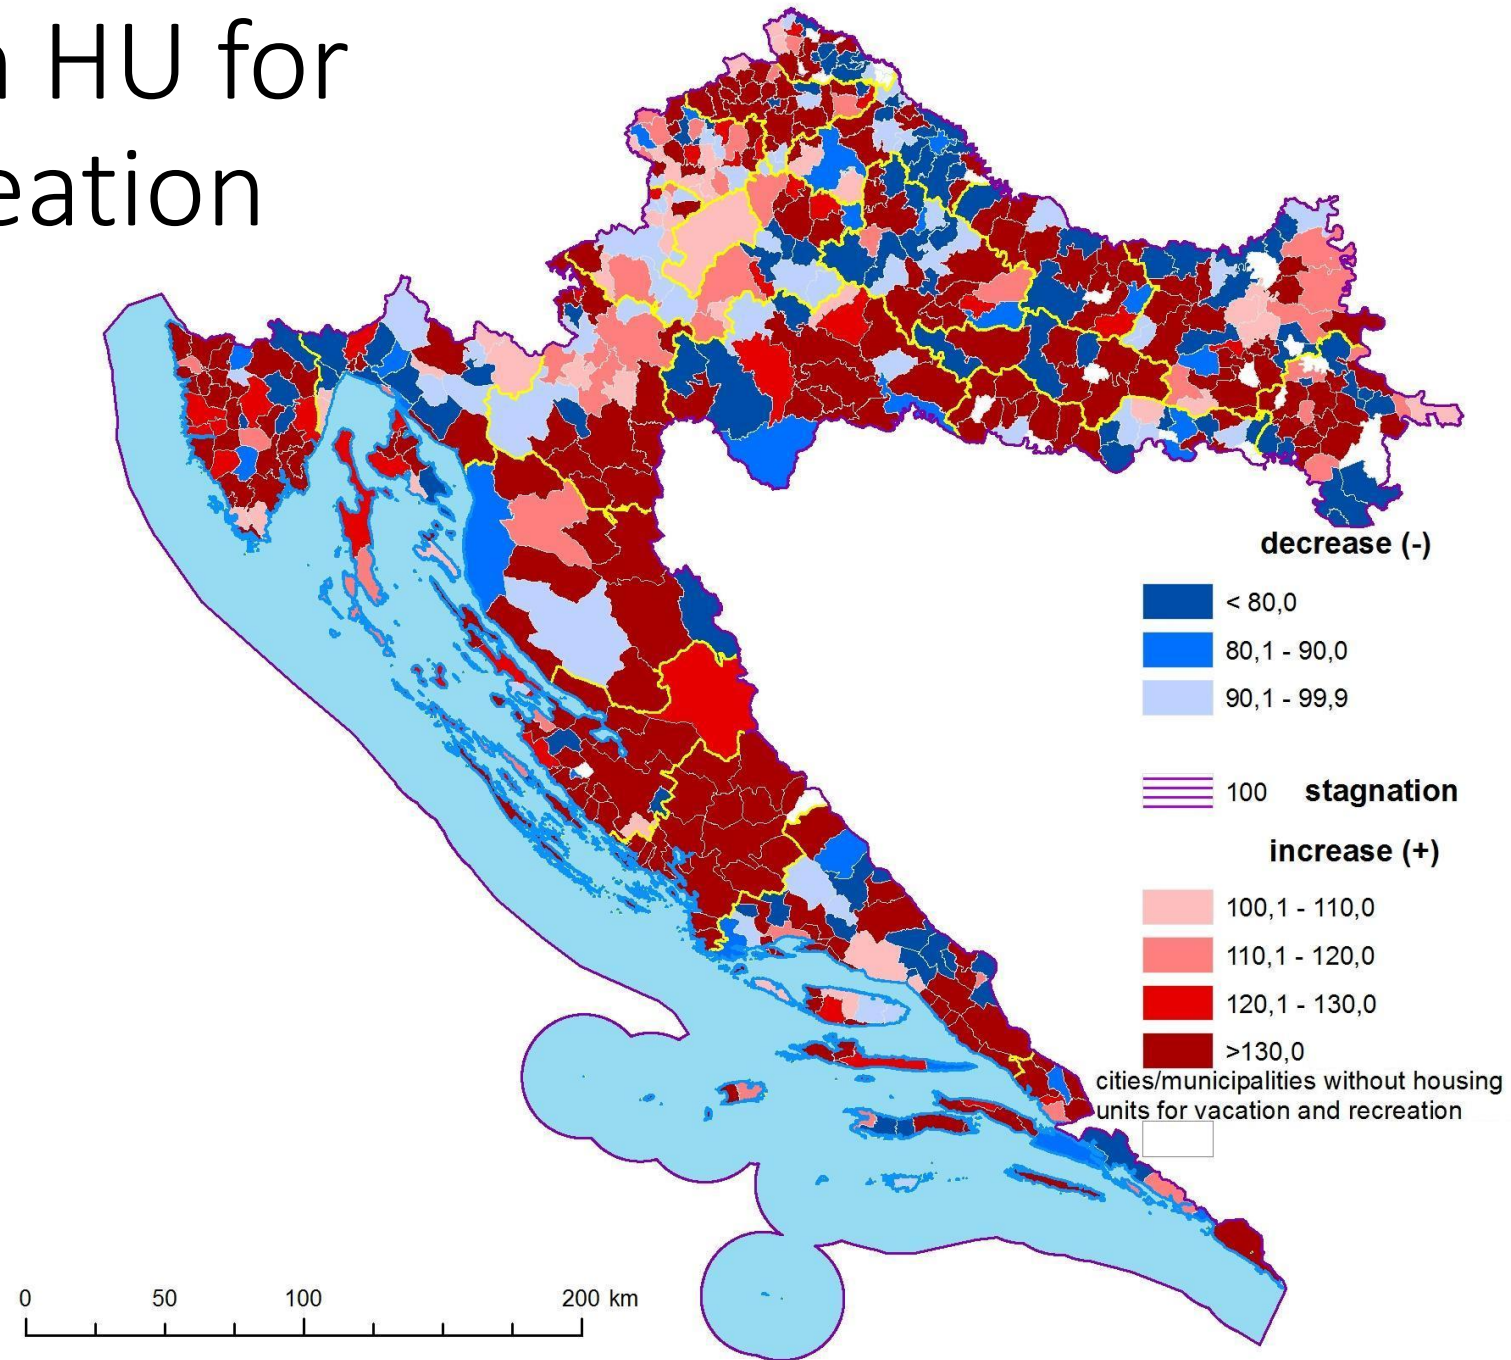 HU for
eation
decrease (-)
< 80,0
80,1 - 90,0
90,1 - 99,9
100 stagnation
increase (+)
100,1 - 110,0
110,1 - 120,0
120,1 - 130,0
>130,0
cities/municipalities without housing
units for vacation and recreation
0 50 100 200 km